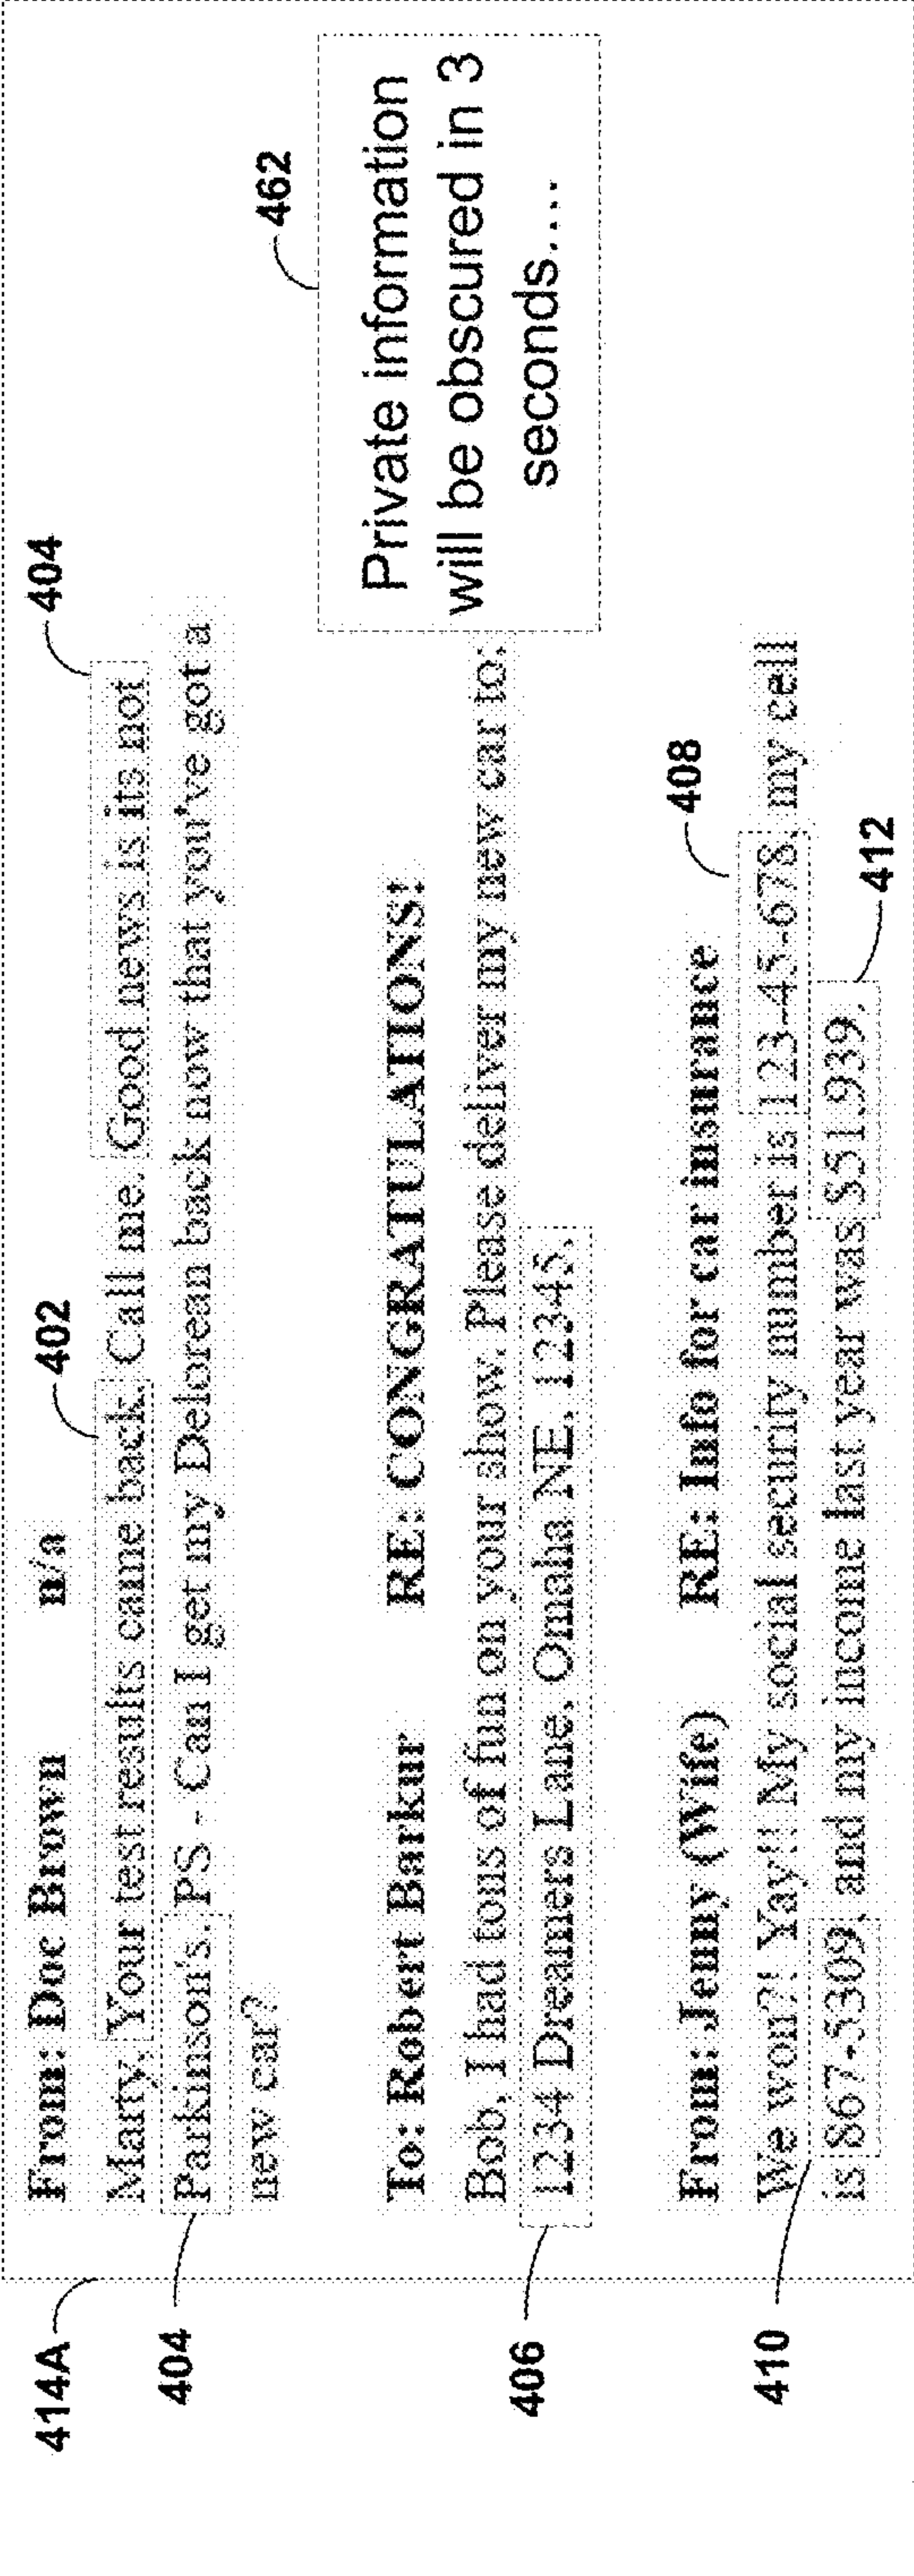 414A
From: Doc Brown n/a 402 404
Marty, Your test results came back. Call me. Good news is its not
404 Parkinson's. PS - Can I get my Delorean back now that you've got a
new car?
462
Private information
will be obscured in 3
seconds....
To: Robert Barkur RE: CONGRATULATIONS!
Bob, I had tons of fun on your show. Please deliver my new car to:
406 1234 Dreamers Lane, Omaha NE, 12345.
From: Jenny (Wife) RE: Info for car insurance 408
We won?! Yay!! My social security number is 123-45-678, my cell
410 is 867-5309, and my income last year was $51,939. 412